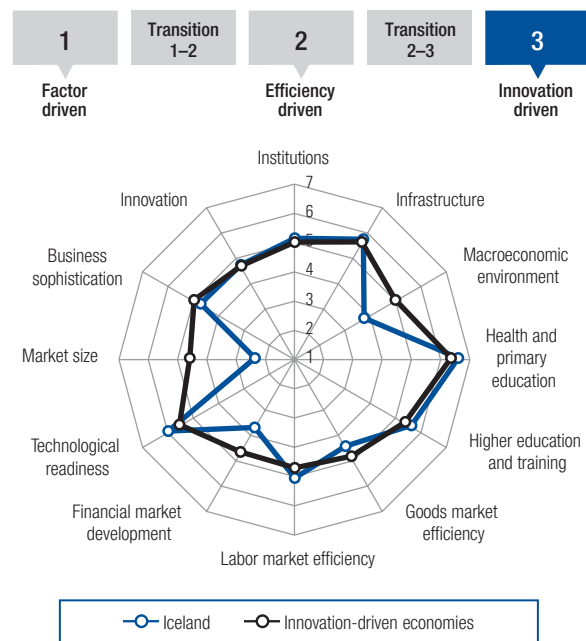 1
Transition
1–2
2
Transition
2–3
3
Factor
driven
Efficiency
driven
Innovation
driven
Institutions
Innovation
Infrastructure
Business
sophistication
Macroeconomic
environment
Market size
Health and
primary
education
Technological
readiness
Higher education
and training
Financial market
development
Goods market
efficiency
Labor market efficiency
7
6
5
4
3
2
1
Iceland
Innovation-driven economies